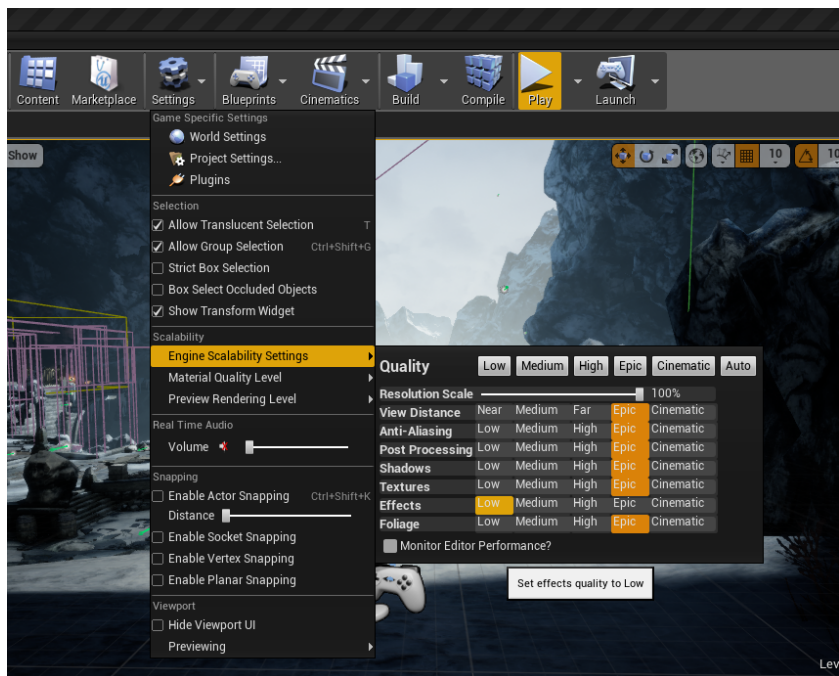 Content Marketplace Settings Blueprints Cinematics Build Compile Play Launch
Game Specific Settings
World Settings
Show
Project Settings...
10
10
Plugins
Selection
Allow Translucent Selection T
Allow Group Selection Ctrl+Shift+G
Strict Box Selection
Box Select Occluded Objects
Show Transform Widget
Scalability
Engine Scalability Settings
Material Quality Level
Preview Rendering Level
Real Time Audio
Volume
Snapping
Enable Actor Snapping Ctrl+Shift+K
Distance
Enable Socket Snapping
Enable Vertex Snapping
Enable Planar Snapping
Viewport
Hide Viewport UI
Previewing
Quality Low Medium High Epic Cinematic Auto
Resolution Scale 100%
View Distance Near Medium Far Epic Cinematic
Anti-Aliasing Low Medium High Epic Cinematic
Post Processing Low Medium High Epic Cinematic
Shadows Low Medium High Epic Cinematic
Textures Low Medium High Epic Cinematic
Effects Low Medium High Epic Cinematic
Foliage Low Medium High Epic Cinematic
Monitor Editor Performance?
Set effects quality to Low
Lev